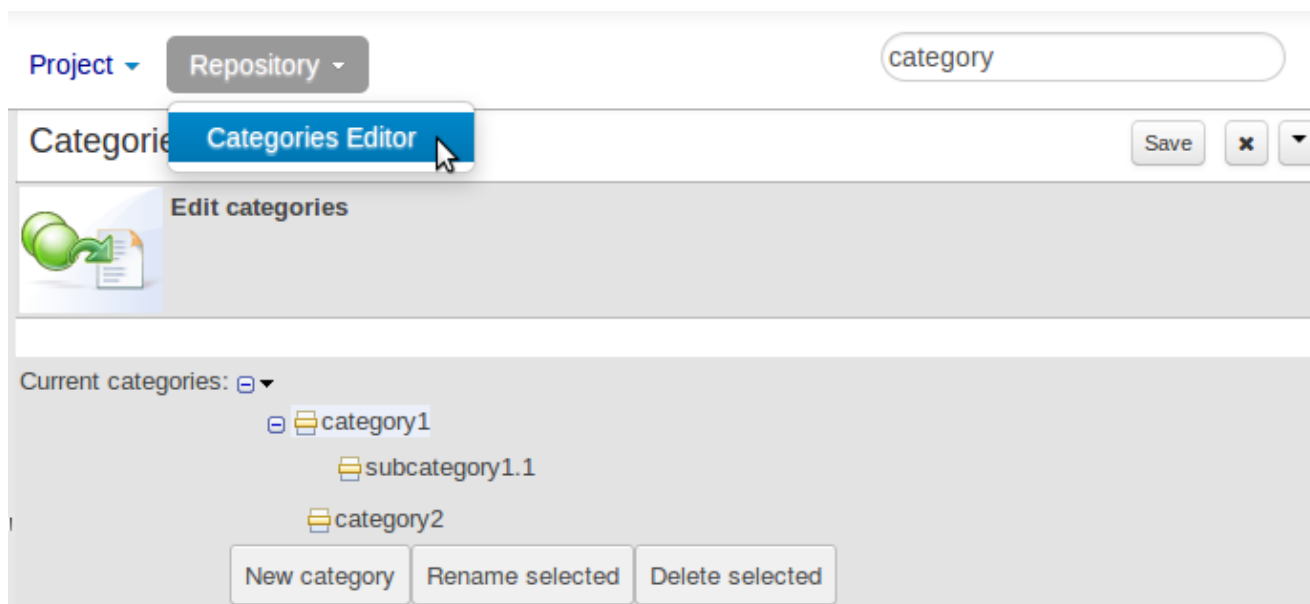 Project Repository category
Categorie Categories Editor Save
Edit categories
Current categories:
category1
subcategory1.1
category2
New category Rename selected Delete selected